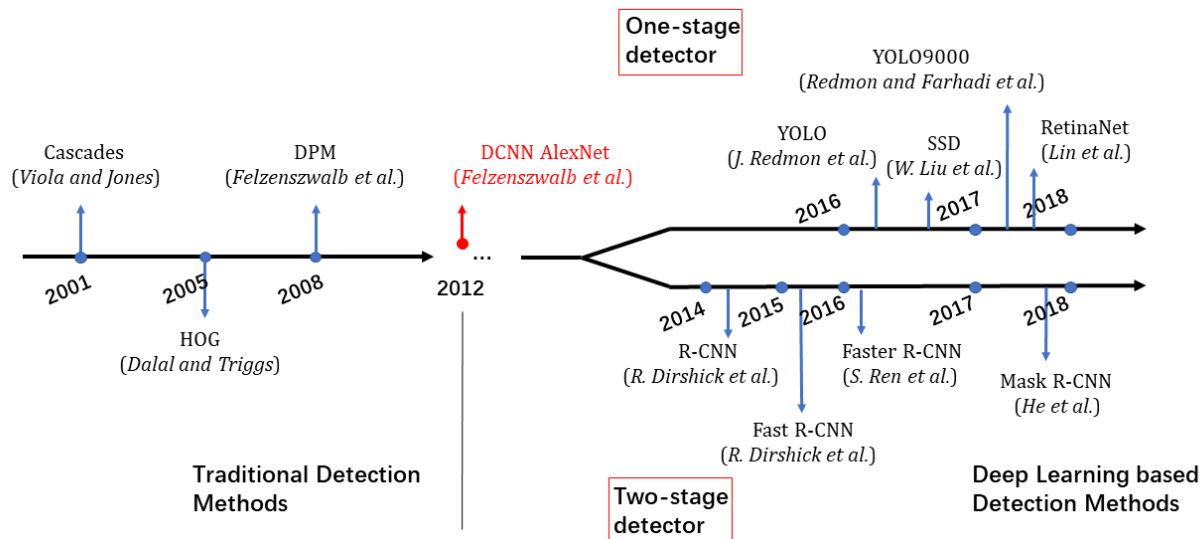 One-stage
detector
YOLO9000
(Redmon and Farhadi et al.)
YOLO
(J. Redmon et al.)
SSD
(W. Liu et al.)
RetinaNet
(Lin et al.)
Cascades
(Viola and Jones)
DPM
(Felzenszwalb et al.)
DCNN AlexNet
(Felzenszwalb et al.)
2016
2017
2018
2001
2005
2008
...
2012
2014
2015
2016
2017
2018
HOG
(Dalal and Triggs)
R-CNN
(R. Dirshick et al.)
Faster R-CNN
(S. Ren et al.)
Mask R-CNN
(He et al.)
Fast R-CNN
(R. Dirshick et al.)
Traditional Detection
Methods
Two-stage
detector
Deep Learning based
Detection Methods